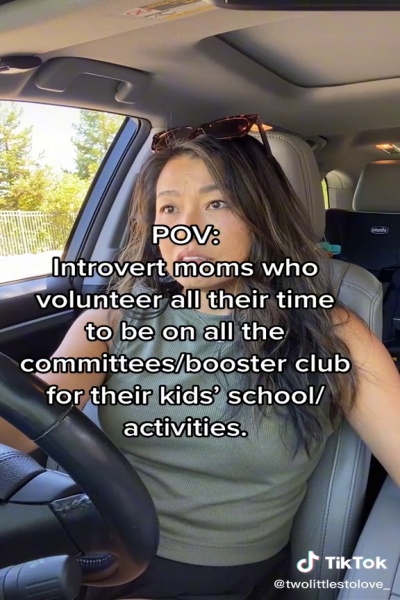 POV:
Introvert moms who
volunteer all their time
to be on all the
committees/booster club
for their kids' school/
activities.
TikTok
@twolittlestolove_